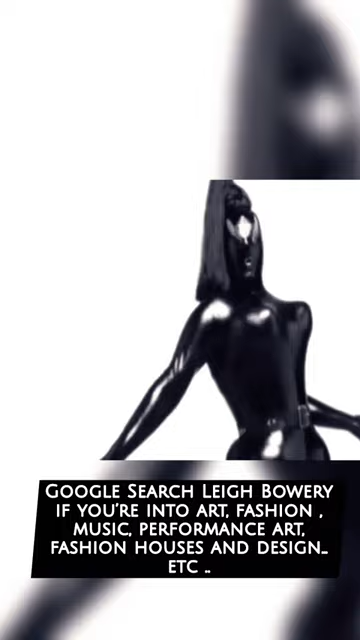 Google Search Leigh Bowery
if you're into art, fashion ,
music, performance art,
fashion houses and design..
etc ..